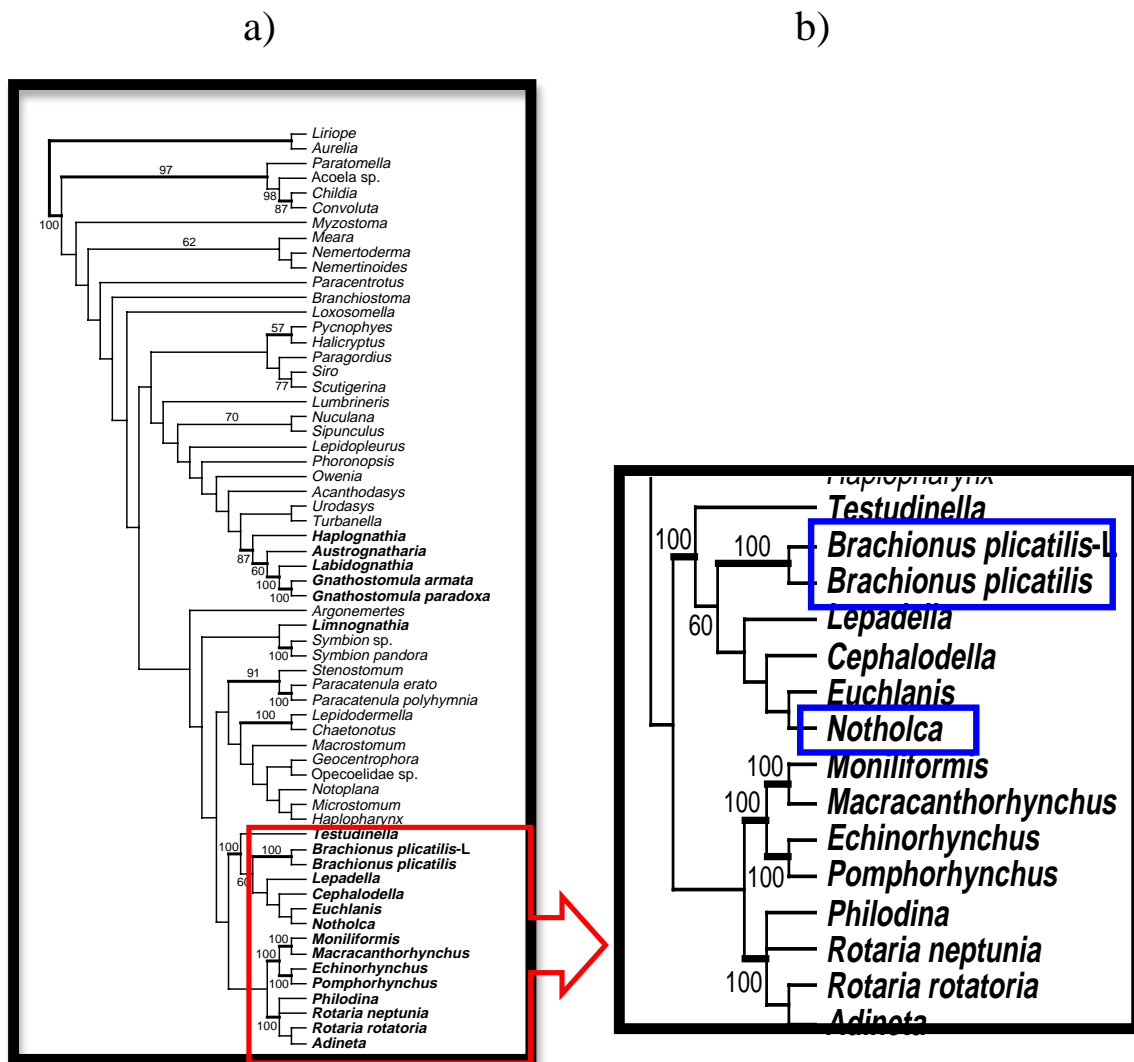 a)
b)
Liriope
Aurelia
97
Paratomella
Acoela sp.
98
Childia
100
87
Convoluta
Myzostoma
62
Meara
Nemertoderma
Nemertinoides
Paracentrotus
Branchiostoma
Loxosomella
57
Pycnophyes
Halicryptus
Paragordius
Siro
77
Scutigerina
Lumbrineris
70
Nuculana
Sipunculus
Lepidopleurus
Phoronopsis
Owenia
Acanthodasys
Urodasys
Turbanella
Haplognathia
87
Austrognatharia
60
Labidognathia
100
Gnathostomula armata
100
Gnathostomula paradoxa
Argonemertes
Limnognathia
Symbion sp.
100
Symbion pandora
91
Stenostomum
Paracatenula erato
100
Paracatenula polyhymnia
100
Lepidodermella
Chaetonotus
Macrostomum
Geocentrophora
Opecoelidae sp.
Notoplana
Microstomum
Haplopharynx
Testudinella
100
100
Brachionus plicatilis-L
Brachionus plicatilis
60
Lepadella
Cephalodella
Euchlanis
Notholca
100
Moniliformis
100
Macracanthorhynchus
Echinorhynchus
100
Pomphorhynchus
Philodina
Rotaria neptunia
100
Rotaria rotatoria
Adineta
Haplopharynx
Testudinella
100
100
Brachionus plicatilis-L
Brachionus plicatilis
60
Lepadella
Cephalodella
Euchlanis
Notholca
100
Moniliformis
100
Macracanthorhynchus
Echinorhynchus
100
Pomphorhynchus
Philodina
Rotaria neptunia
100
Rotaria rotatoria
Adineta